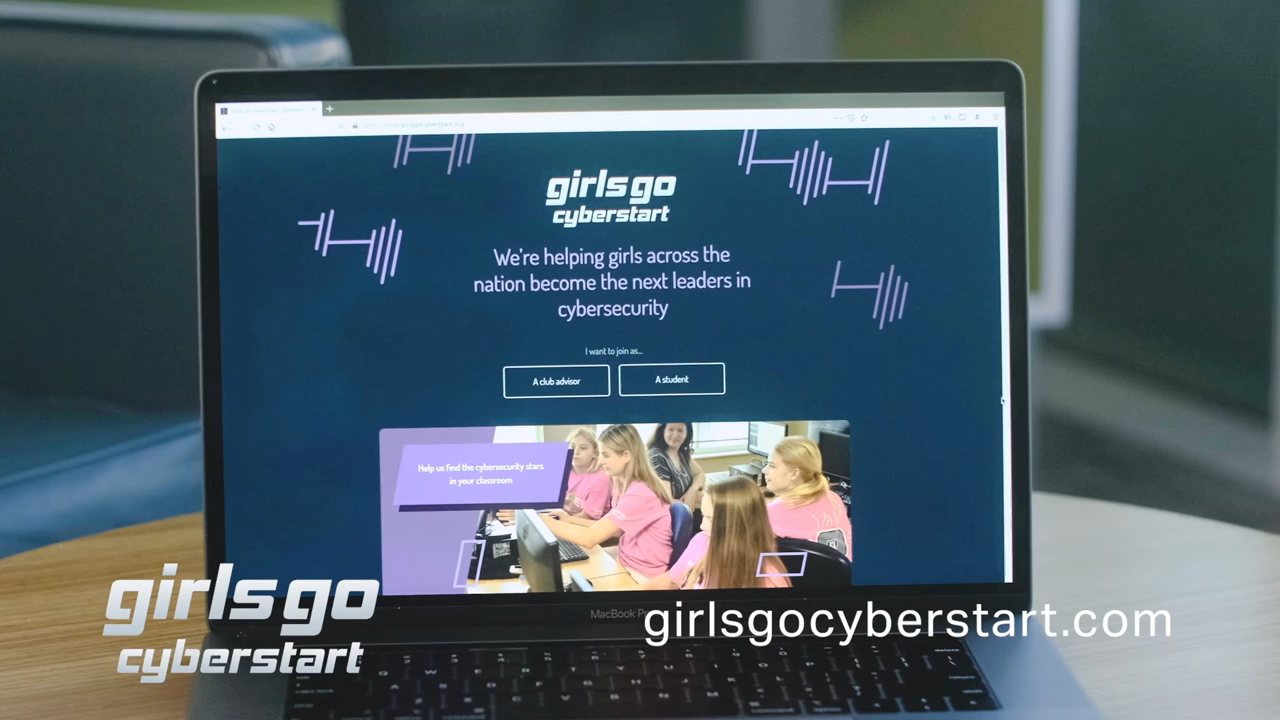 girls go
cyberstart
We're helping girls across the
nation become the next leaders in
cybersecurity
I want to join as...
A club advisor
A student
Help us find the cybersecurity stars
in your classroom
MacBook
girls go
cyberstart
girlsgocyberstart.com